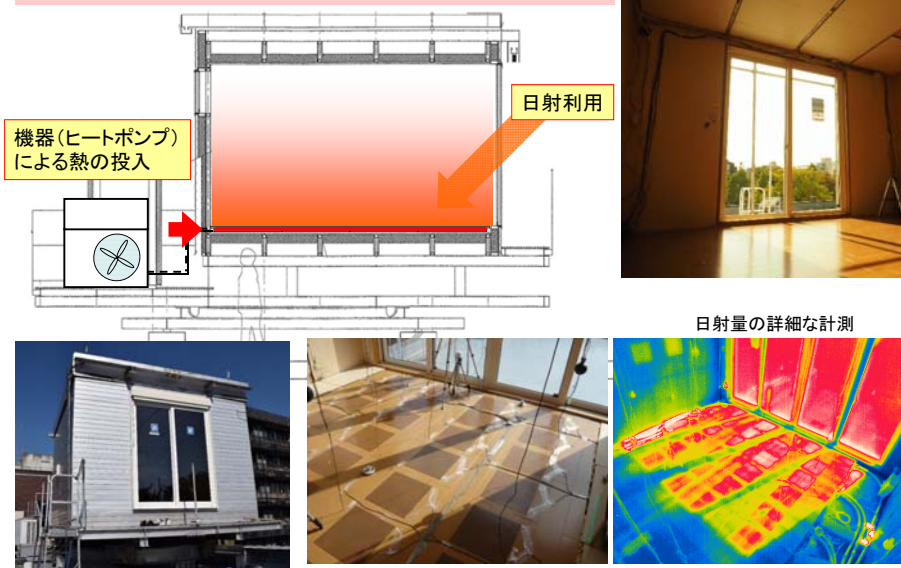 日射利用
機器(ヒートポンプ)
による熱の投入
日射量の詳細な計測